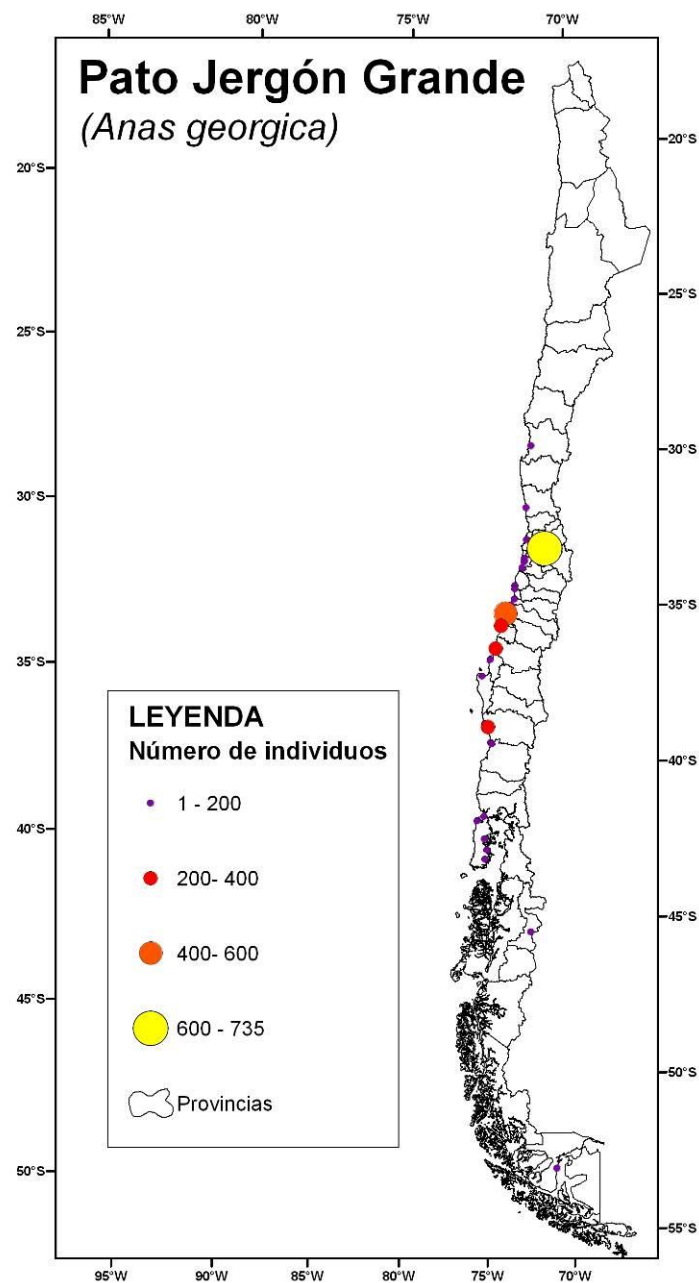 85°W 80°W 75°W 70°W
Pato Jergón Grande
(Anas georgica)
20°S
25°S
30°S
35°S
40°S
45°S
50°S
20°S
25°S
30°S
35°S
40°S
45°S
50°S
55°S
LEYENDA
Número de individuos
1 - 200
200- 400
400- 600
600 - 735
Provincias
95°W 90°W 85°W 80°W 75°W 70°W